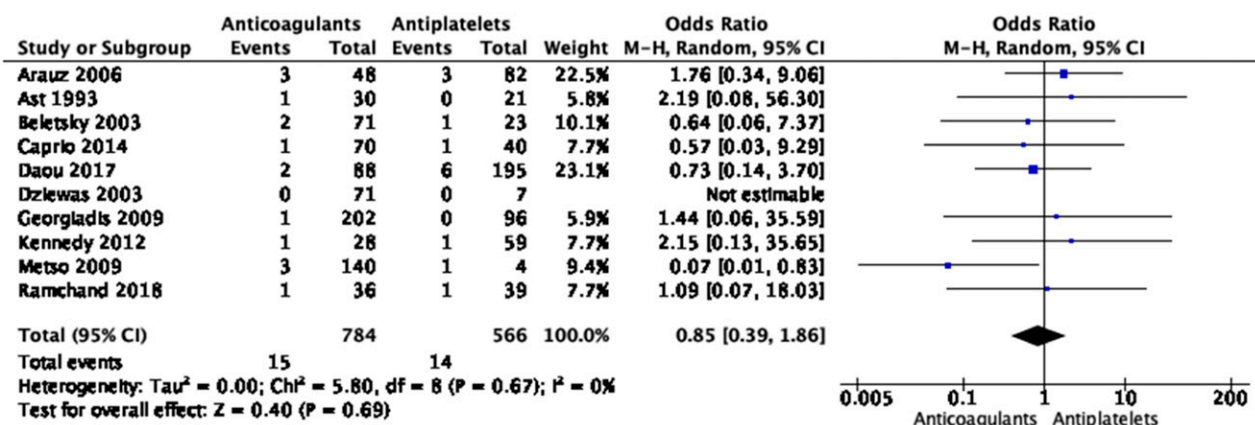 Anticoagulants Antiplatelets Odds Ratio Odds Ratio
Study or Subgroup Events Total Events Total Weight M-H, Random, 95% CI M-H, Random, 95% CI
Arauz 2006 3 48 3 82 22.5% 1.76 [0.34, 9.06]
Ast 1993 1 30 0 21 5.8% 2.19 [0.08, 56.30]
Beletsky 2003 2 71 1 23 10.1% 0.64 [0.06, 7.37]
Caprio 2014 1 70 1 40 7.7% 0.57 [0.03, 9.29]
Daou 2017 2 88 6 195 23.1% 0.73 [0.14, 3.70]
Dziewas 2003 0 71 0 7 Not estimable
Georgiadis 2009 1 202 0 96 5.9% 1.44 [0.06, 35.59]
Kennedy 2012 1 28 1 59 7.7% 2.15 [0.13, 35.65]
Metso 2009 3 140 1 4 9.4% 0.07 [0.01, 0.83]
Ramchand 2018 1 36 1 39 7.7% 1.09 [0.07, 18.03]
Total (95% CI) 784 566 100.0% 0.85 [0.39, 1.86]
Total events 15 14
Heterogeneity: Tau² = 0.00; Chi² = 5.80, df = 8 (P = 0.67); I² = 0%
Test for overall effect: Z = 0.40 (P = 0.69)
0.005 0.1 1 10 200
Anticoagulants Antiplatelets